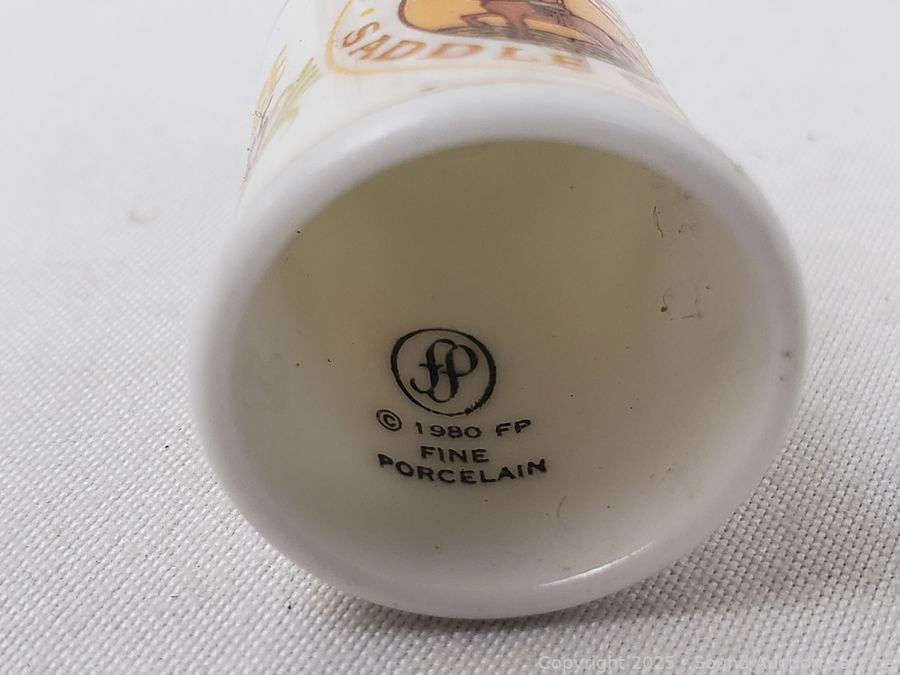 SADDLE
FP
© 1980 FP
FINE
PORCELAIN
Copyright 2025 • Sound Auction Service